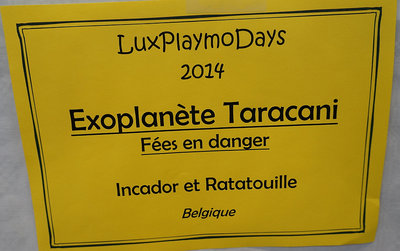 LuxPlaymoDays
2014
Exoplanète Taracani
Fées en danger
Incador et Ratatouille
Belgique